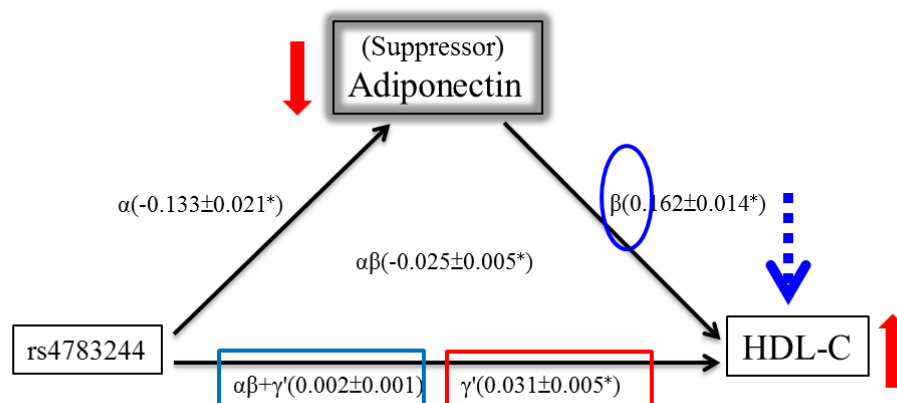 (Suppressor)
Adiponectin
α(-0.133±0.021*)
β(0.162±0.014*)
αβ(-0.025±0.005*)
rs4783244
HDL-C
αβ+γ'(0.002±0.001)
γ'(0.031±0.005*)